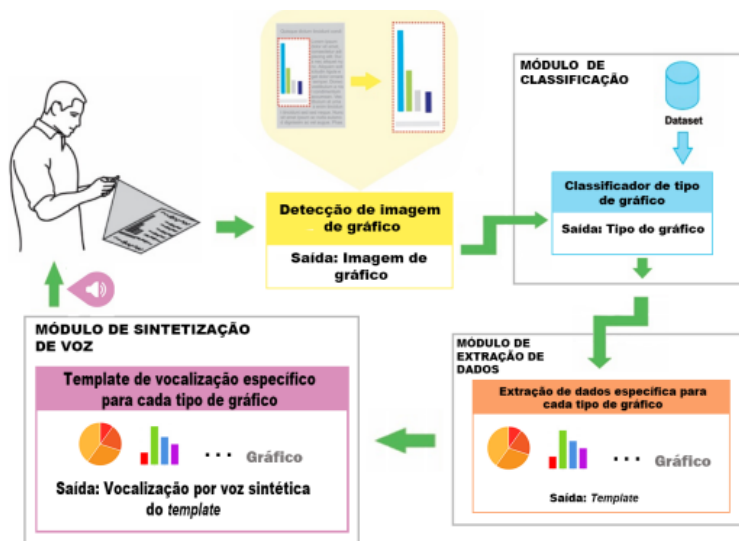 Detecção de imagem
de gráfico
Saída: Imagem de
gráfico
MÓDULO DE
CLASSIFICAÇÃO
Dataset
Classificador de tipo
de gráfico
Saída: Tipo do gráfico
MÓDULO DE
EXTRAÇÃO DE
DADOS
Extração de dados específica para
cada tipo de gráfico
... Gráfico
Saída: Template
MÓDULO DE SINTETIZAÇÃO
DE VOZ
Template de vocalização específico
para cada tipo de gráfico
... Gráfico
Saída: Vocalização por voz sintética
do template